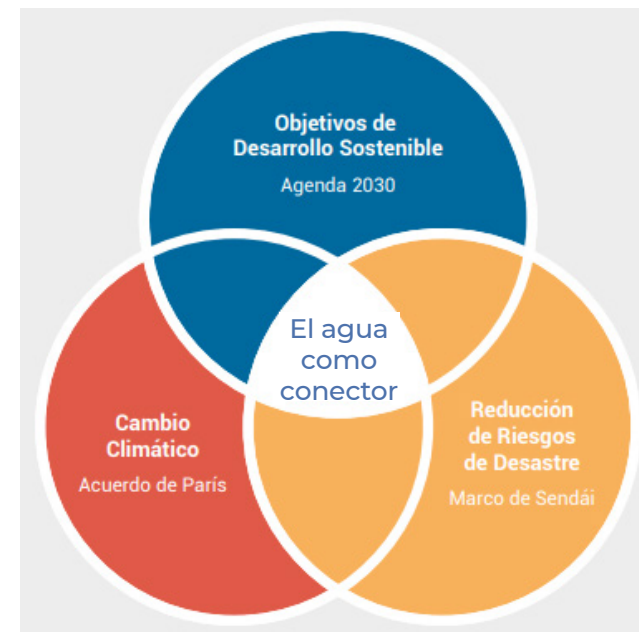 Objetivos de
Desarrollo Sostenible
Agenda 2030
El agua
como
conector
Cambio
Climático
Acuerdo de París
Reducción
de Riesgos
de Desastre
Marco de Sendái